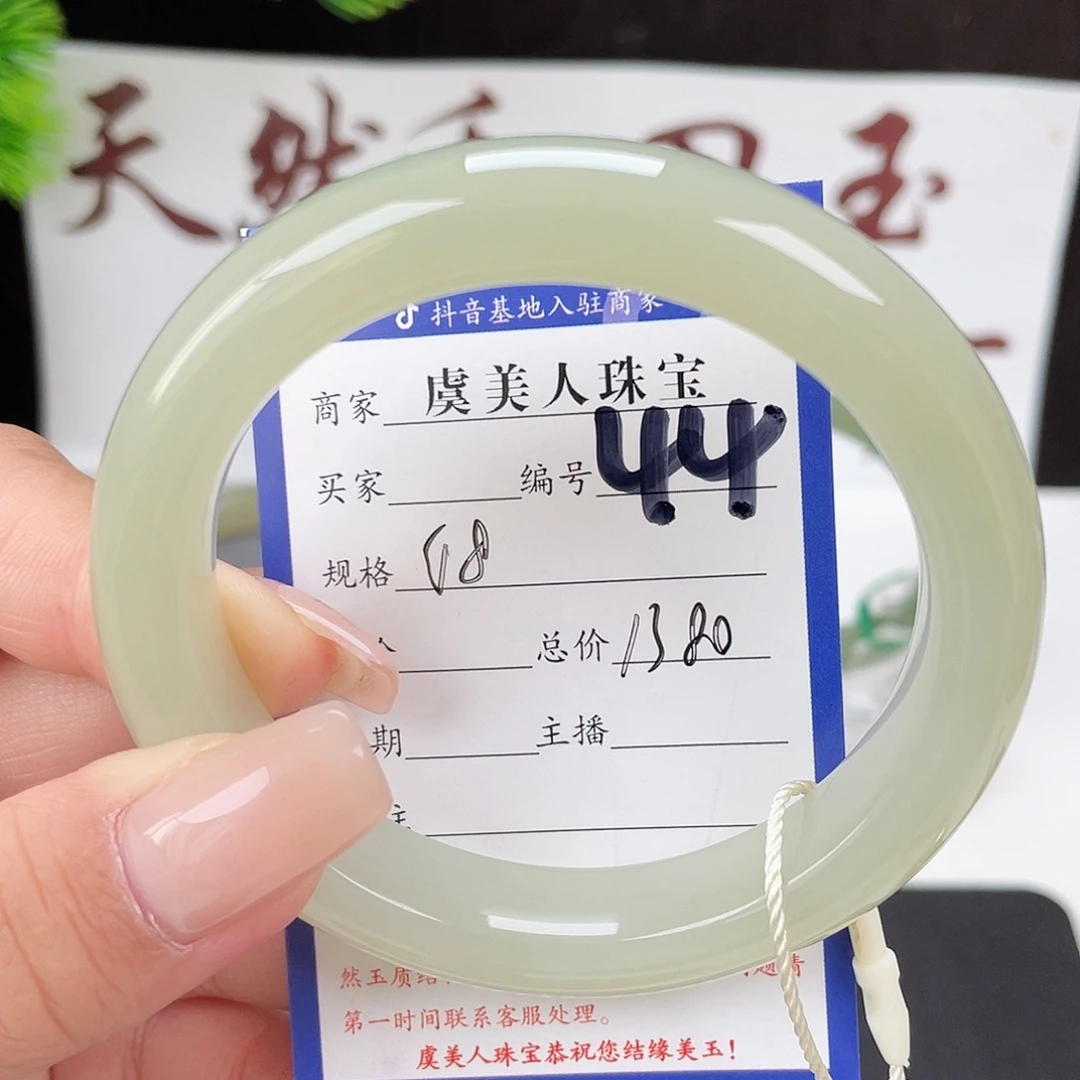 天然 玉
抖音基地入驻商家
商家 虞美人珠宝
买家 编号 44
规格 58
总价 1380
期 主播
然玉质结
第一时间联系客服处理。
虞美人珠宝恭祝您结缘美玉!